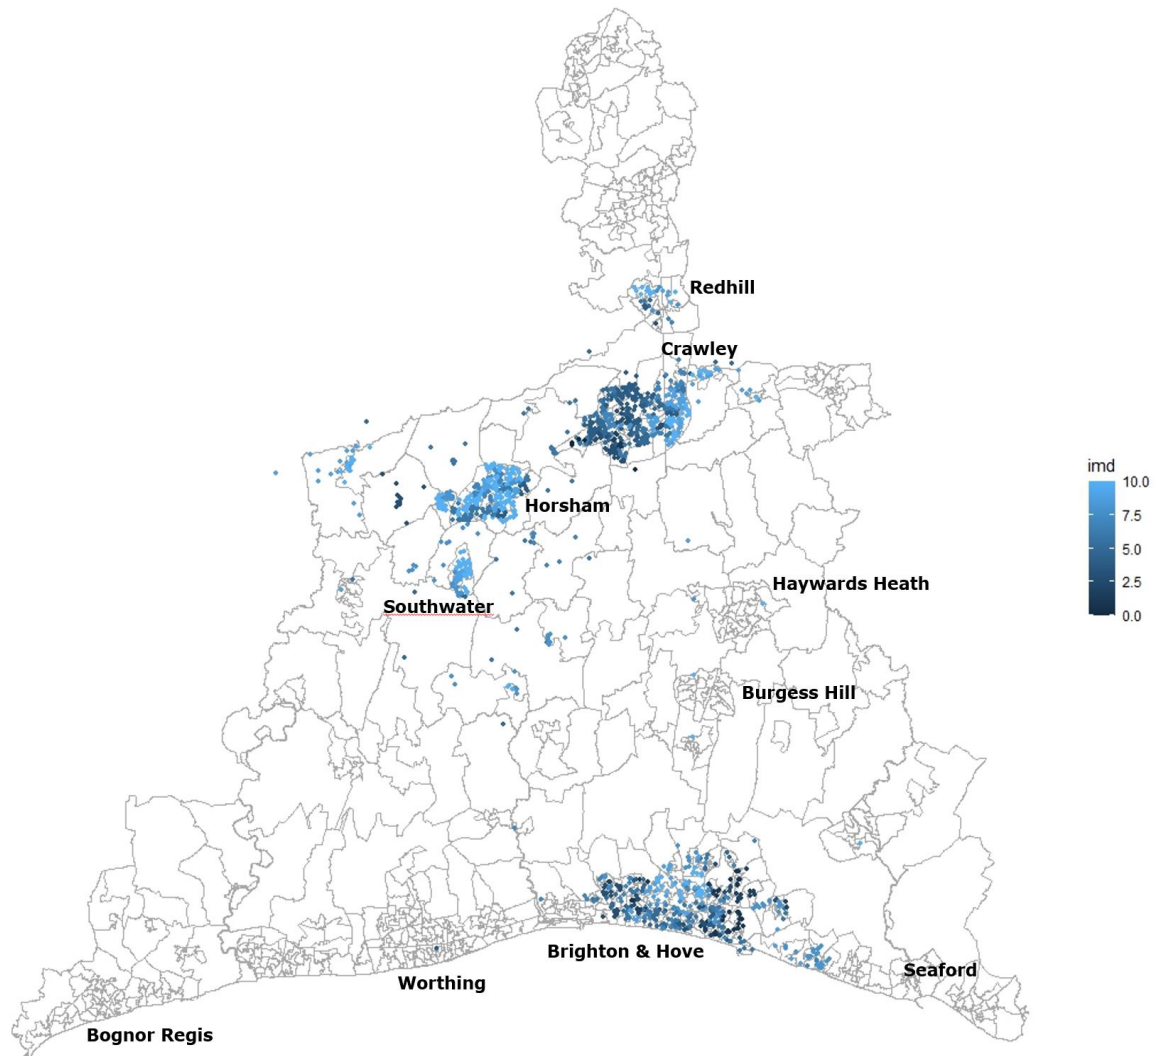 Redhill
Crawley
imd
10.0
7.5
Horsham
5.0
2.5
Haywards Heath
0.0
Southwater
Burgess Hill
Brighton & Hove
Seaford
Worthing
Bognor Regis